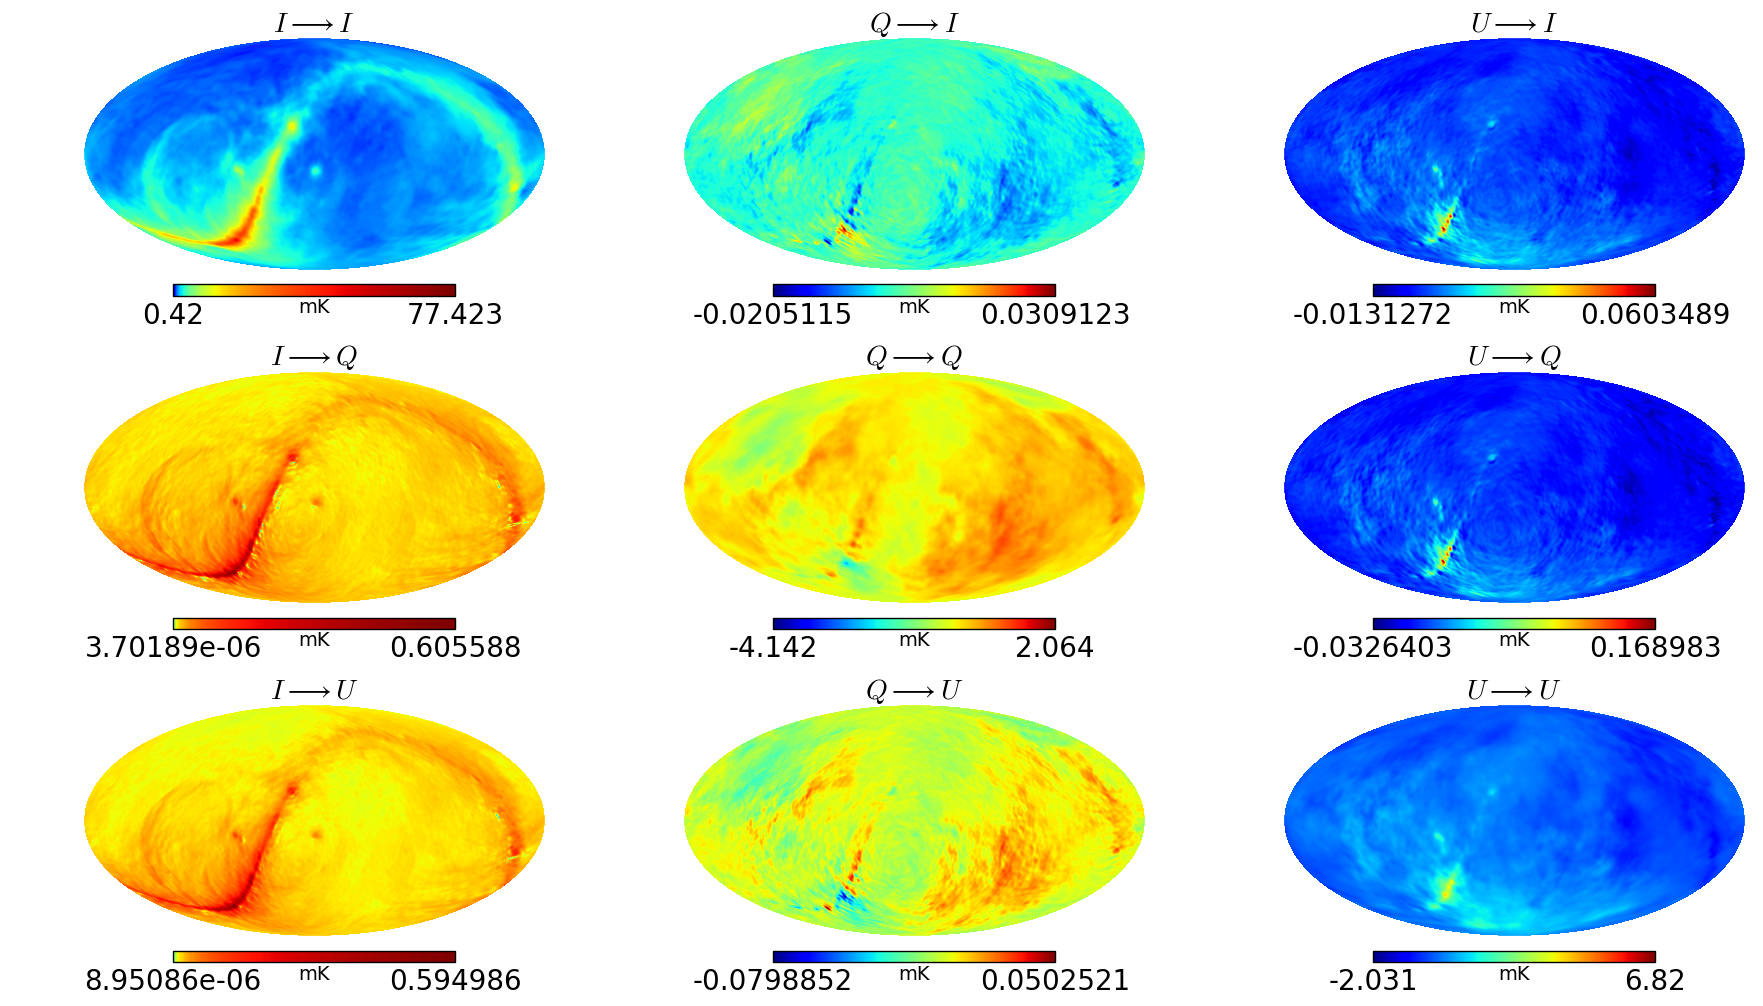 I ⟶ I
Q ⟶ I
U ⟶ I
0.42 mK 77.423
-0.0205115 mK 0.0309123
-0.0131272 mK 0.0603489
I ⟶ Q
Q ⟶ Q
U ⟶ Q
3.70189e-06 mK 0.605588
-4.142 mK 2.064
-0.0326403 mK 0.168983
I ⟶ U
Q ⟶ U
U ⟶ U
8.95086e-06 mK 0.594986
-0.0798852 mK 0.0502521
-2.031 mK 6.82